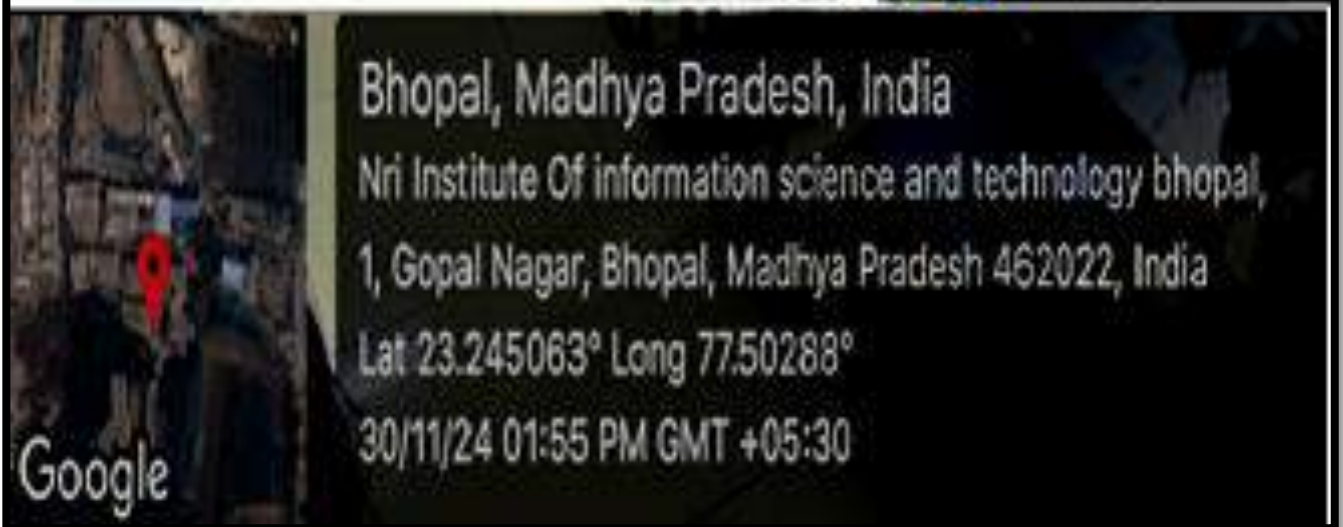 Bhopal, Madhya Pradesh, India
Nri Institute Of information science and technology bhopal,
1, Gopal Nagar, Bhopal, Madhya Pradesh 462022, India
Lat 23.245063° Long 77.50288°
30/11/24 01:55 PM GMT +05:30
Google